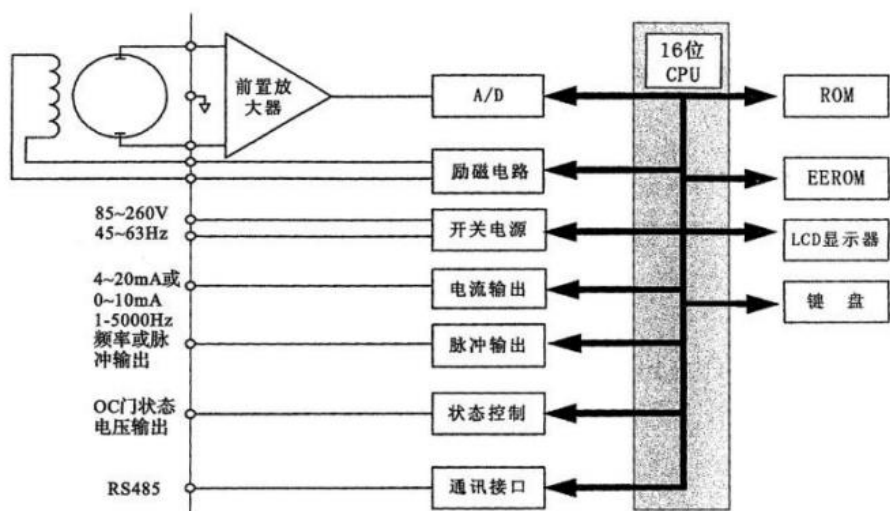 16位
CPU
前置放
大器
A/D
ROM
励磁电路
EEROM
85~260V
45~63Hz
开关电源
LCD显示器
4~20mA或
0~10mA
1-5000Hz
频率或脉
冲输出
电流输出
键 盘
脉冲输出
OC门状态
电压输出
状态控制
RS485
通讯接口